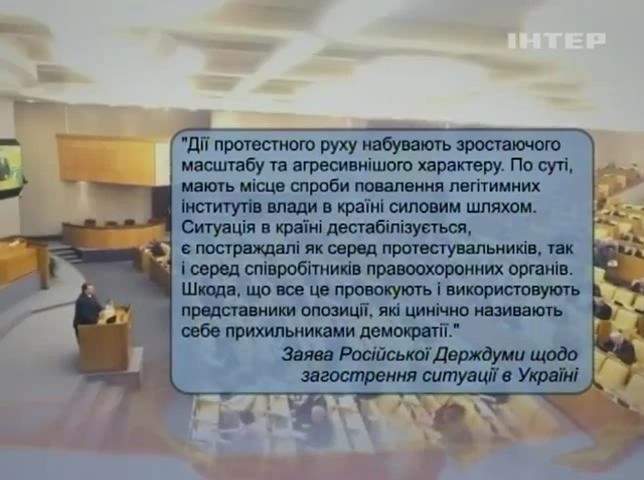 ІНТЕР
"Дії протестного руху набувають зростаючого
масштабу та агресивнішого характеру. По суті,
мають місце спроби повалення легітимних
інститутів влади в країні силовим шляхом.
Ситуація в країні дестабілізується,
є постраждалі як серед протестувальників, так
і серед співробітників правоохоронних органів.
Шкода, що все це провокують і використовують
представники опозиції, які цинічно називають
себе прихильниками демократії."
Заява Російської Держдуми щодо
загострення ситуації в Україні